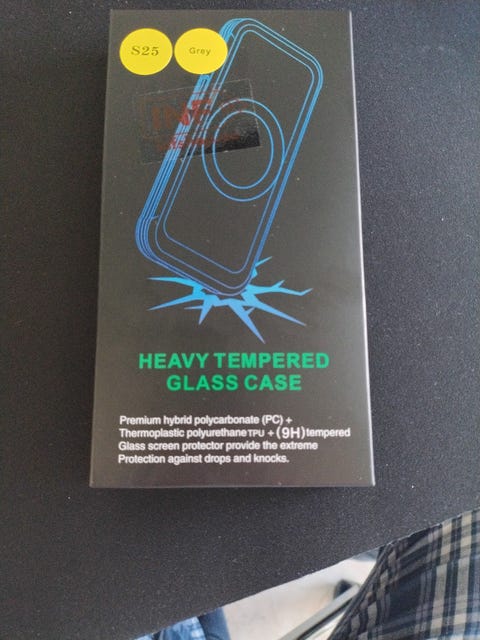 S25
Grey
HEAVY TEMPERED
GLASS CASE
Premium hybrid polycarbonate (PC) +
Thermoplastic polyurethane TPU + (9H)tempered
Glass screen protector provide the extreme
Protection against drops and knocks.